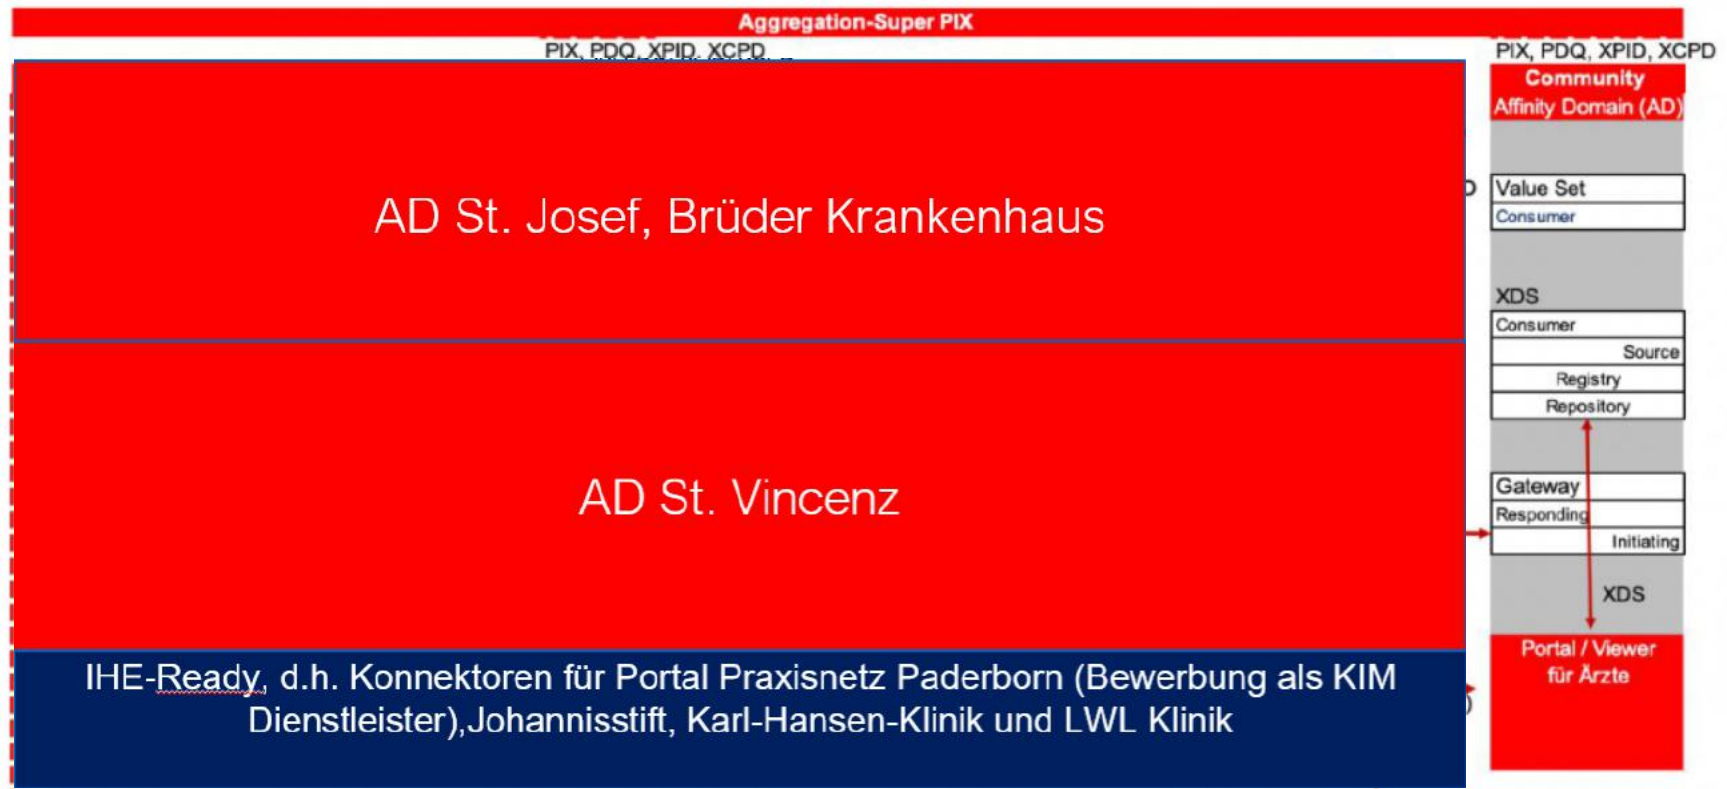 Aggregation-Super PIX
PIX, PDQ, XPID, XCPD
PIX, PDQ, XPID, XCPD
Community
Affinity Domain (AD)
AD St. Josef, Brüder Krankenhaus
Value Set
Consumer
XDS
Consumer
Source
Registry
Repository
AD St. Vincenz
Gateway
Responding
Initiating
XDS
IHE-Ready, d.h. Konnektoren für Portal Praxisnetz Paderborn (Bewerbung als KIM
Dienstleister),Johannisstift, Karl-Hansen-Klinik und LWL Klinik
Portal / Viewer
für Ärzte